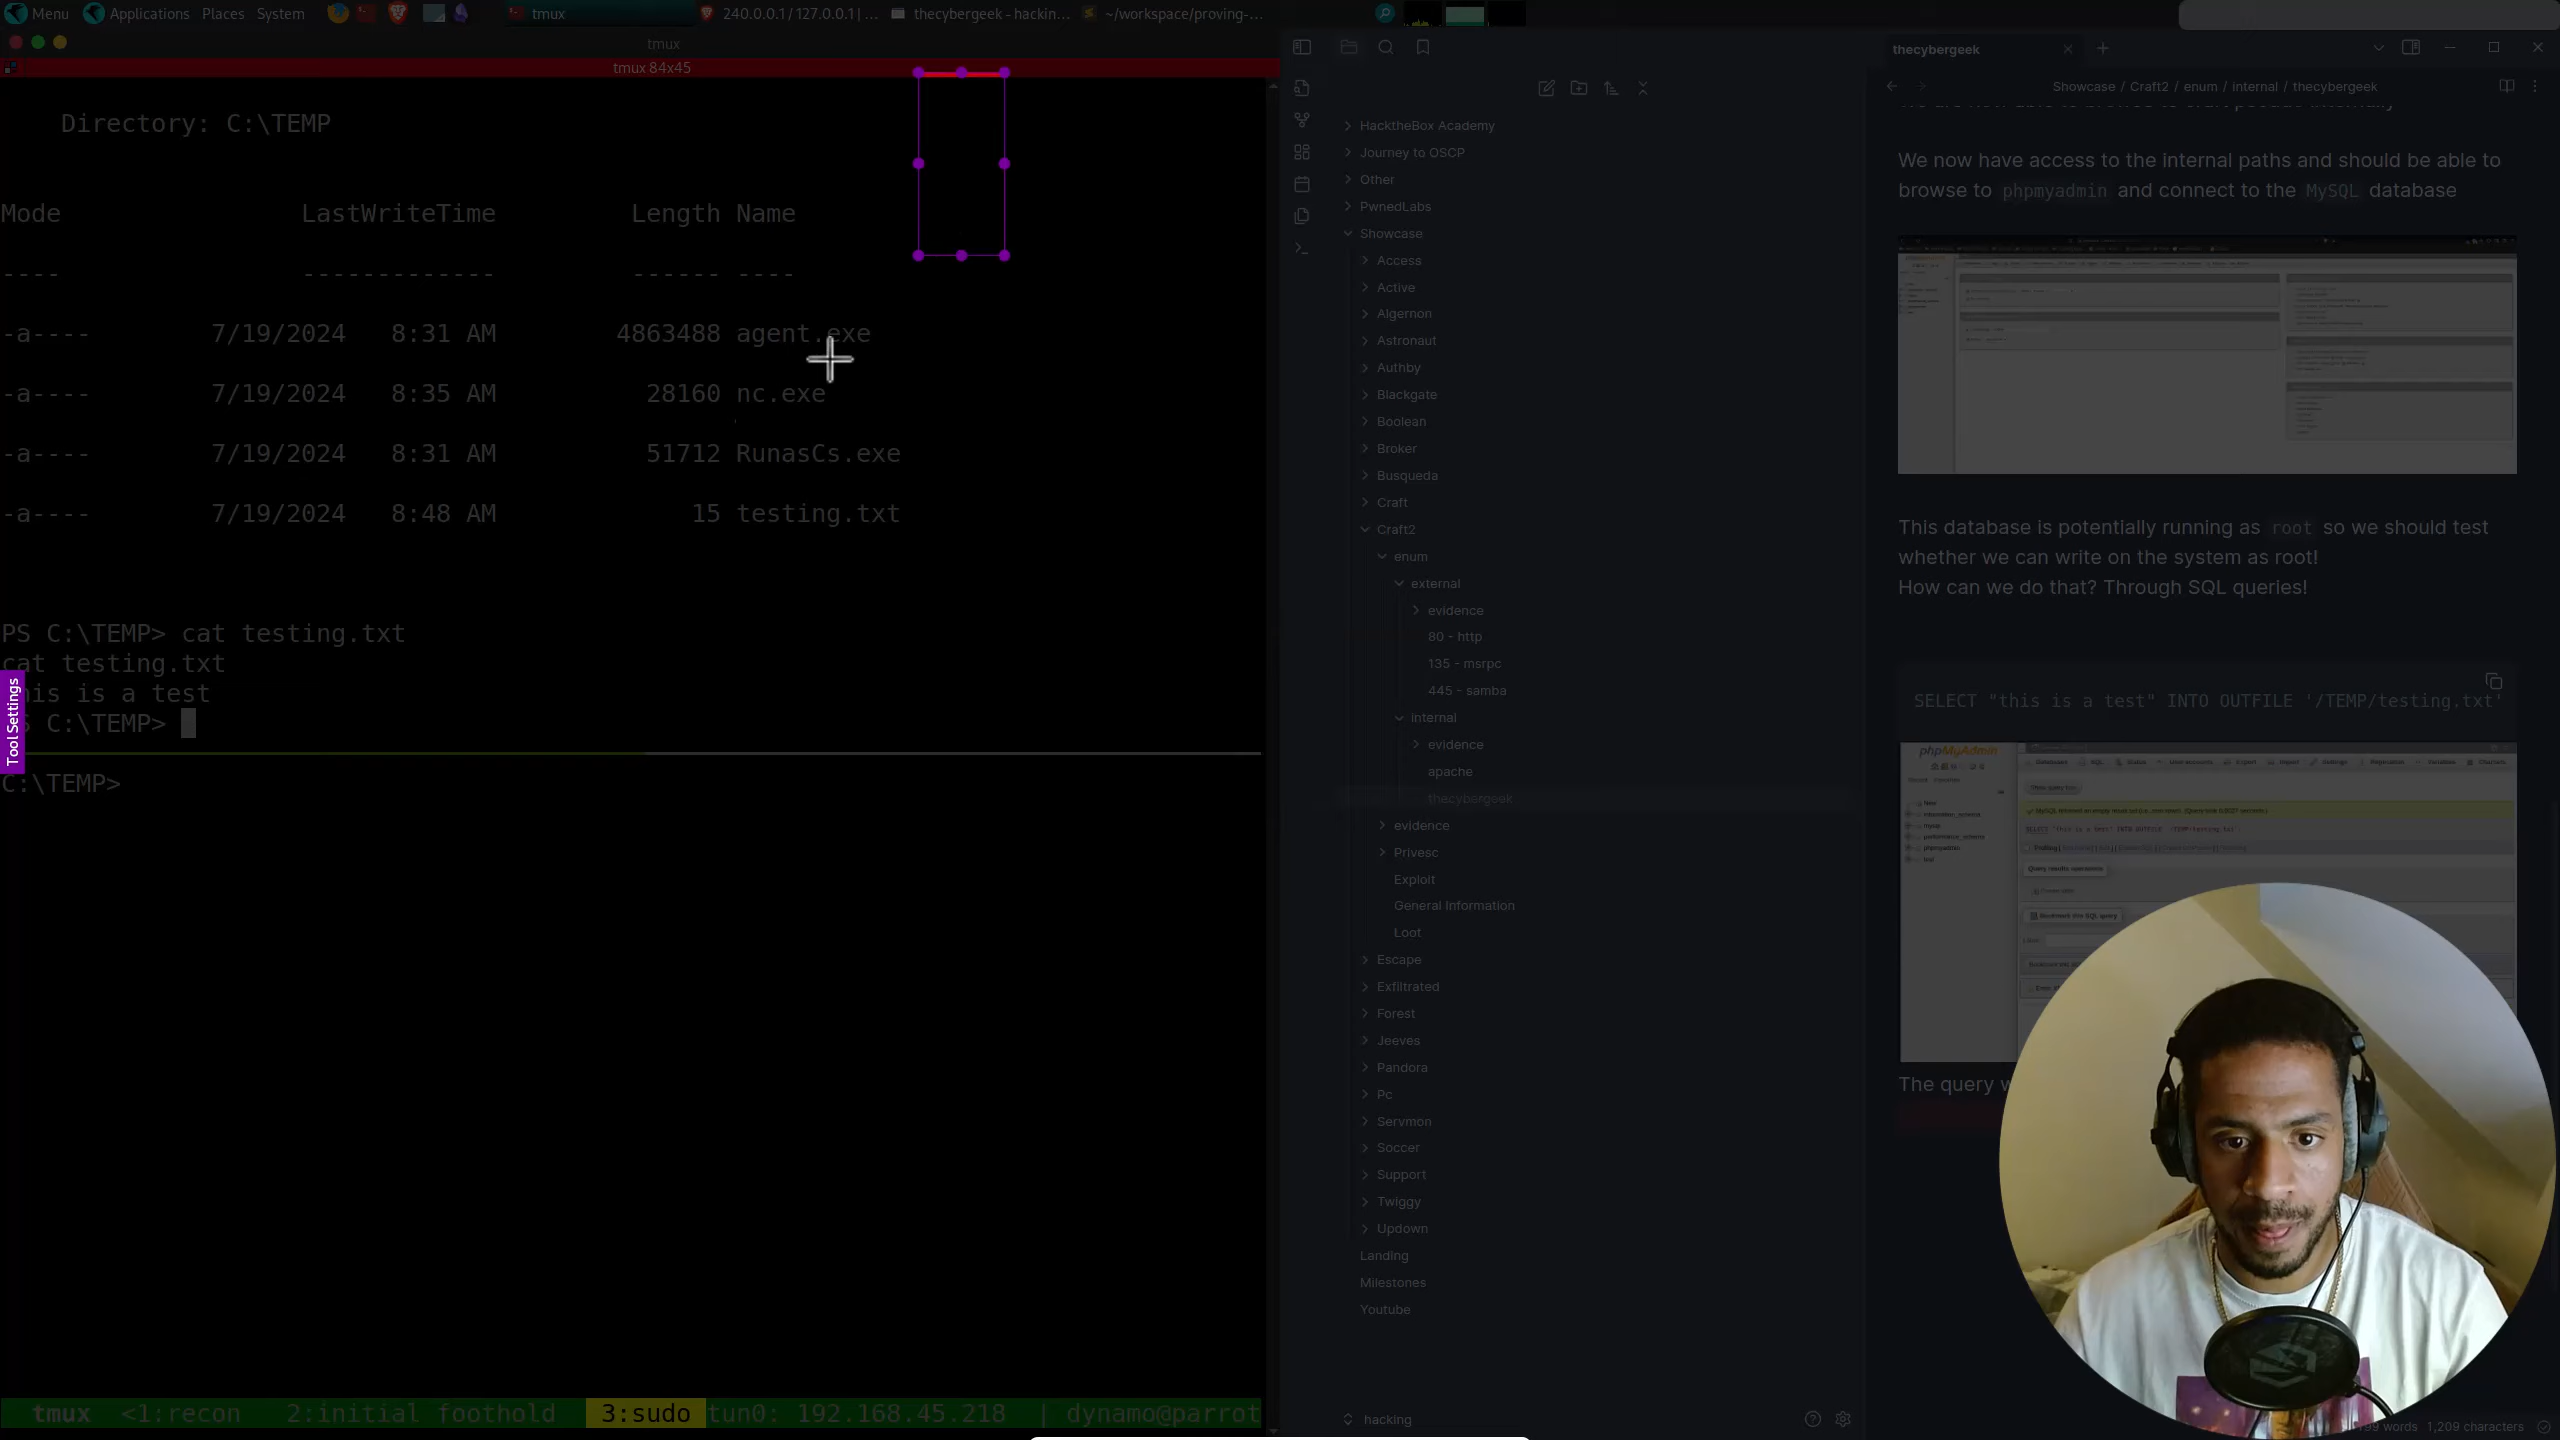 Menu Applications Places System tmux 240.0.0.1 / 127.0.0.1 | ... thecybergeek - hackin... ~/workspace/proving-...
tmux
tmux 84x45
Directory: C:\TEMP
Mode LastWriteTime Length Name
---- ------------- ------ ----
-a---- 7/19/2024 8:31 AM 4863488 agent.exe
-a---- 7/19/2024 8:35 AM 28160 nc.exe
-a---- 7/19/2024 8:31 AM 51712 RunasCs.exe
-a---- 7/19/2024 8:48 AM 15 testing.txt
PS C:\TEMP> cat testing.txt
cat testing.txt
his is a test
C:\TEMP>
Tool Settings
C:\TEMP>
tmux <1:recon 2:initial foothold 3:sudo tun0: 192.168.45.218 | dynamo@parrot
HacktheBox Academy
Journey to OSCP
Other
PwnedLabs
Showcase
Access
Active
Algernon
Astronaut
Authby
Blackgate
Boolean
Broker
Busqueda
Craft
Craft2
enum
external
evidence
80 - http
135 - msrpc
445 - samba
internal
evidence
apache
thecybergeek
evidence
Privesc
Exploit
General Information
Loot
Escape
Exfiltrated
Forest
Jeeves
Pandora
Pc
Servmon
Soccer
Support
Twiggy
Updown
Landing
Milestones
Youtube
hacking
thecybergeek
Showcase / Craft2 / enum / internal / thecybergeek
We now have access to the internal paths and should be able to
browse to phpmyadmin and connect to the MySQL database
This database is potentially running as root so we should test
whether we can write on the system as root!
How can we do that? Through SQL queries!
SELECT "this is a test" INTO OUTFILE '/TEMP/testing.txt'
phpMyAdmin
The query
words 1,209 characters